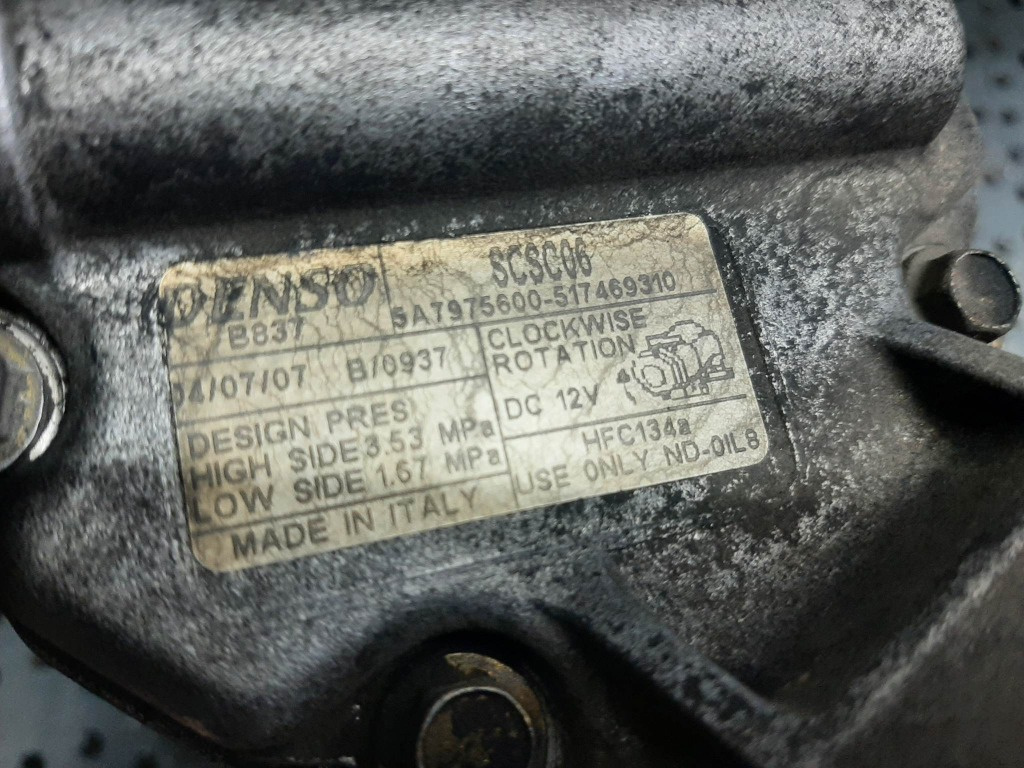 DENSO
B837
SCSC06
5A7975600-517469310
04/07/07 B/0937
CLOCKWISE
ROTATION
DC 12V
DESIGN PRES
HIGH SIDE 3.53 MPa
LOW SIDE 1.67 MPa
HFC134a
USE ONLY ND-OIL8
MADE IN ITALY